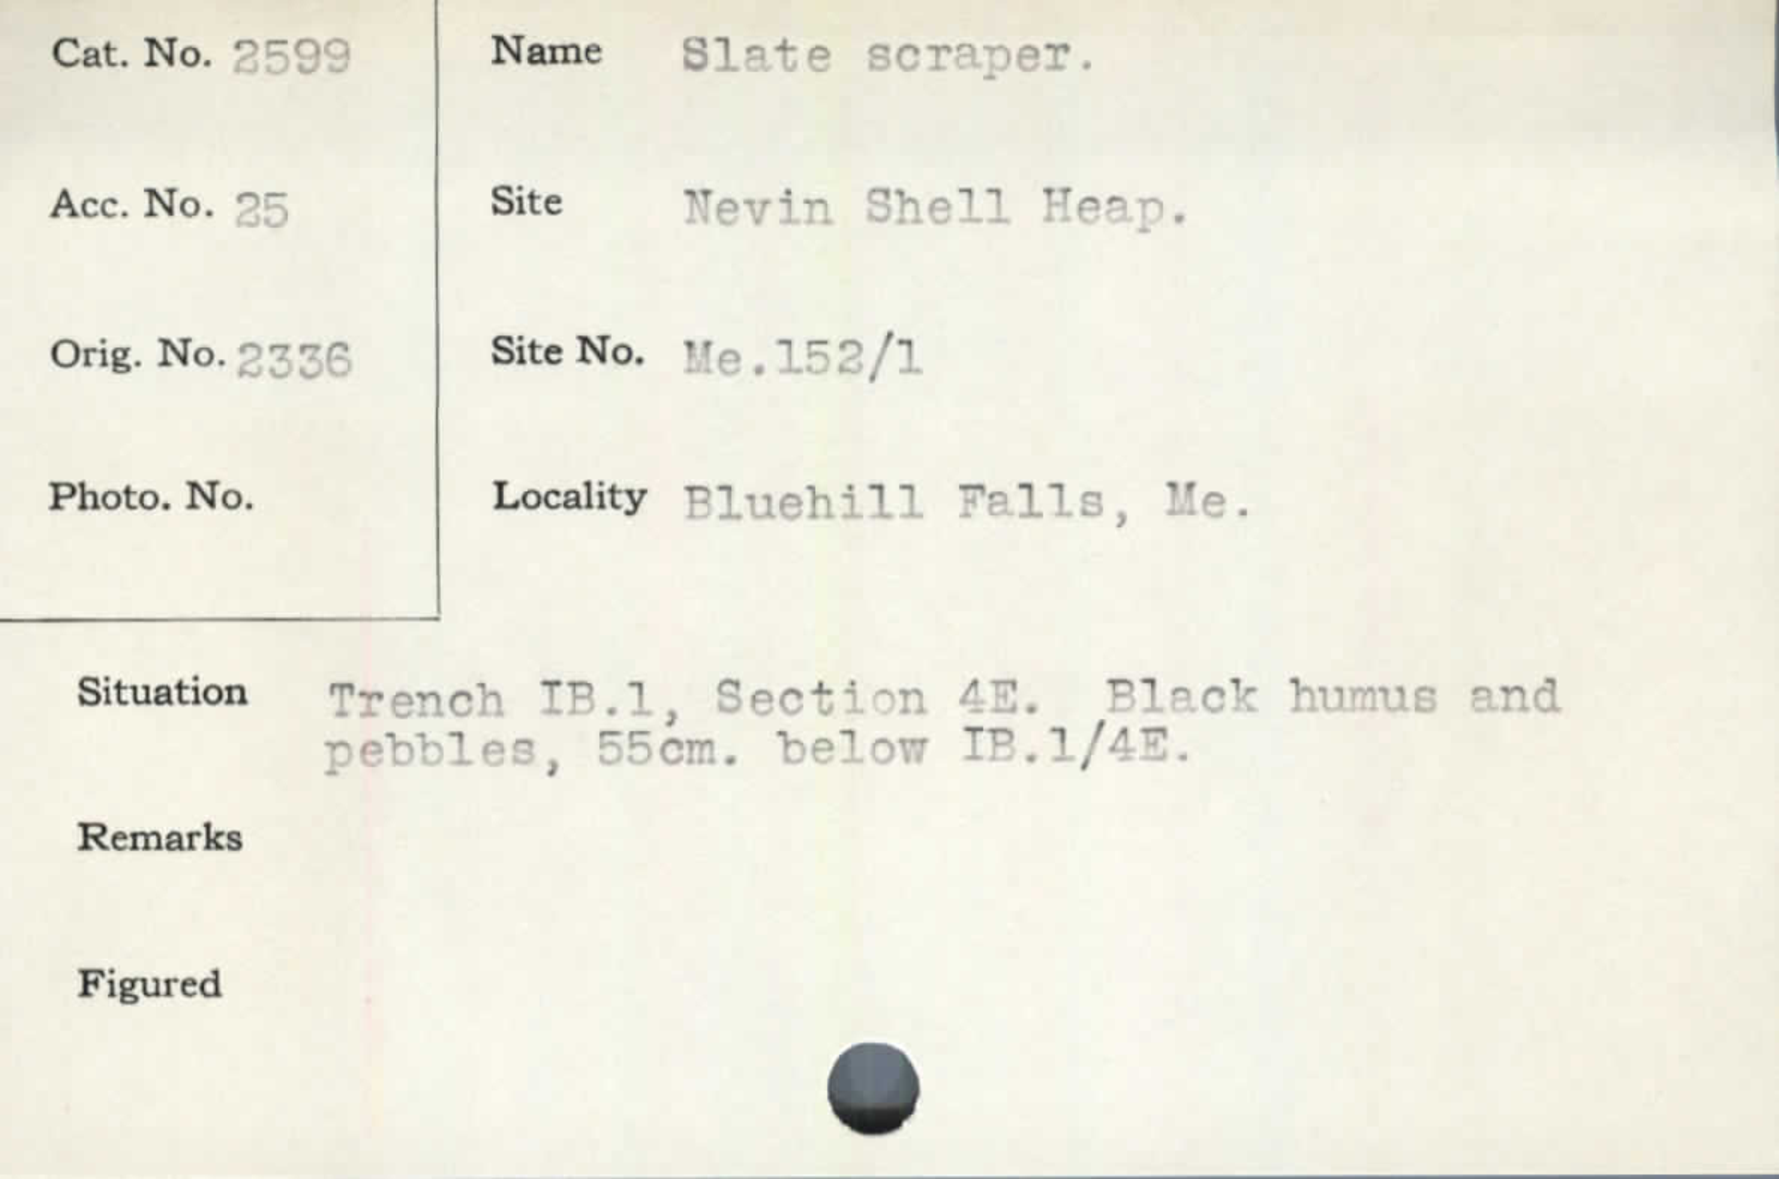 Cat. No. 2599
Acc. No. 25
Orig. No. 2336
Photo. No.
Name Slate scraper.
Site Nevin Shell Heap.
Site No. Me.152/1
Locality Bluehill Falls, Me.
Situation Trench IB.1, Section 4E. Black humus and
pebbles, 55cm. below IB.1/4E.
Remarks
Figured